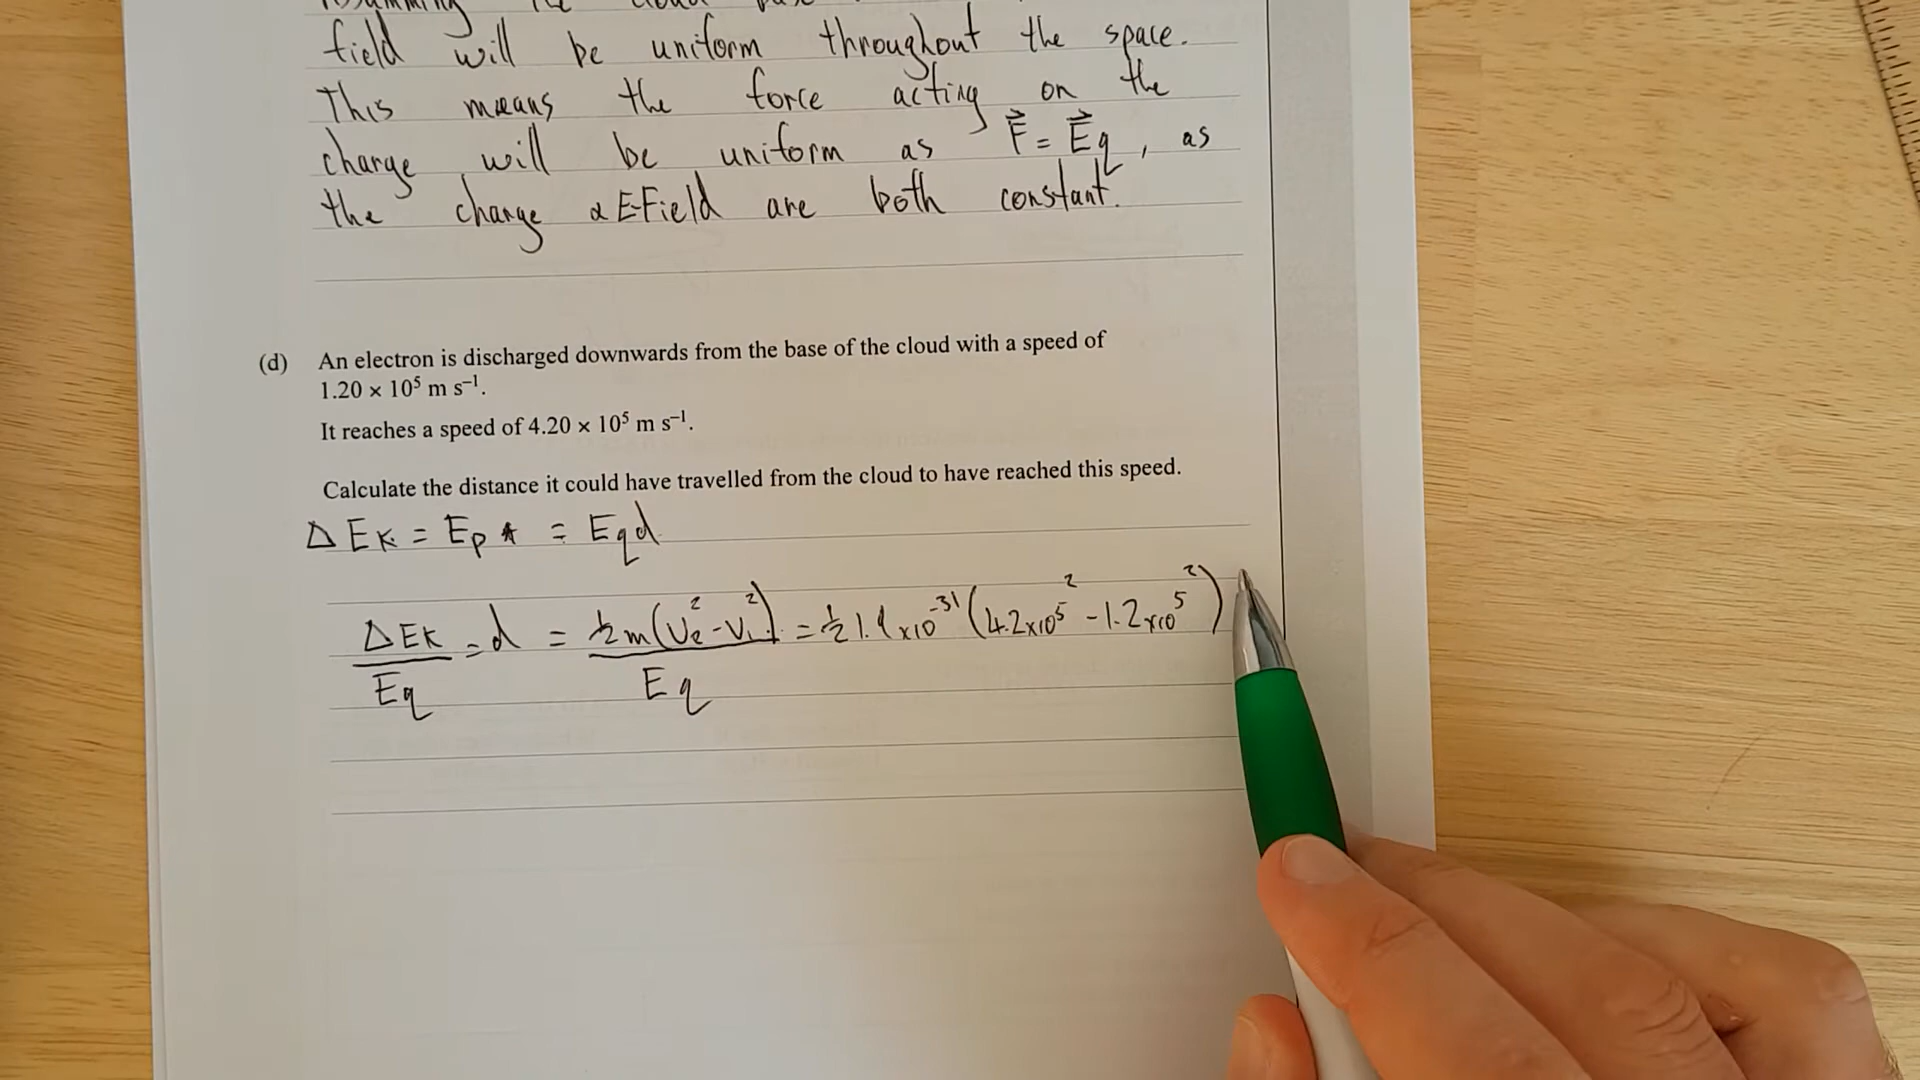 the cloud base
field will be uniform throughout the space.
This means the force acting on the
charge will be uniform as F⃗ = E⃗q, as
the charge & E-Field are both constant.
(d) An electron is discharged downwards from the base of the cloud with a speed of
1.20 × 10⁵ m s⁻¹.
It reaches a speed of 4.20 × 10⁵ m s⁻¹.
Calculate the distance it could have travelled from the cloud to have reached this speed.
ΔEk = Ep = Eqd
ΔEk/Eq = d = ½m(V₂² - V₁²)/Eq = ½ 9.1×10⁻³¹ (4.2×10⁵² - 1.2×10⁵²)